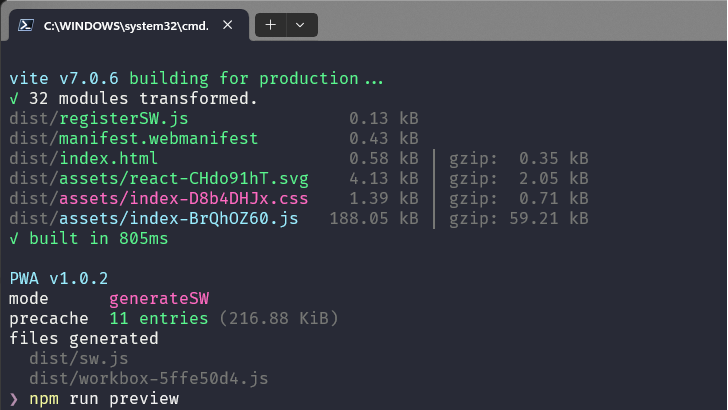 C:\WINDOWS\system32\cmd.
vite v7.0.6 building for production...
✓ 32 modules transformed.
dist/registerSW.js 0.13 kB
dist/manifest.webmanifest 0.43 kB
dist/index.html 0.58 kB │ gzip: 0.35 kB
dist/assets/react-CHdo91hT.svg 4.13 kB │ gzip: 2.05 kB
dist/assets/index-D8b4DHJx.css 1.39 kB │ gzip: 0.71 kB
dist/assets/index-BrQhOZ60.js 188.05 kB │ gzip: 59.21 kB
✓ built in 805ms
PWA v1.0.2
mode generateSW
precache 11 entries (216.88 KiB)
files generated
dist/sw.js
dist/workbox-5ffe50d4.js
❯ npm run preview